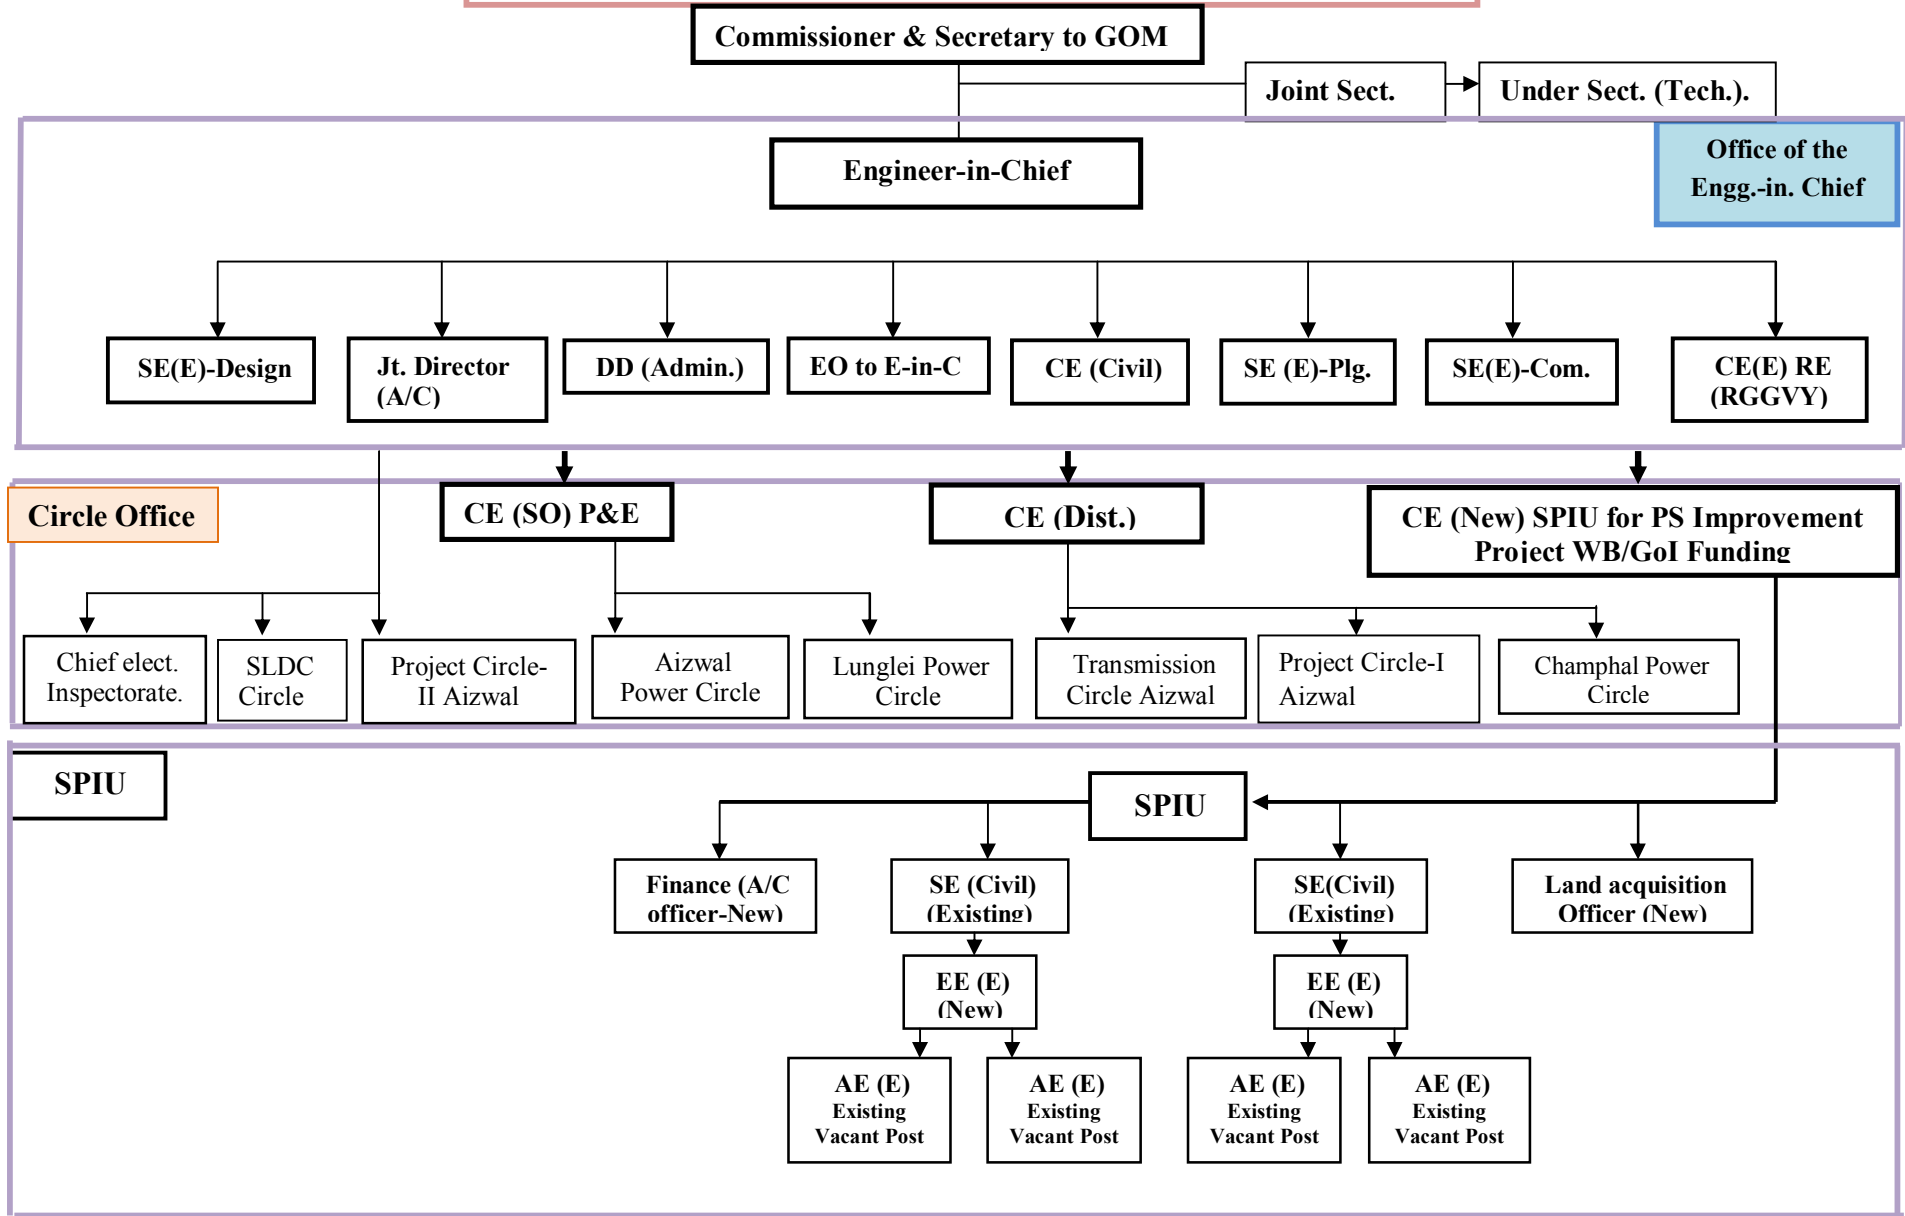 Commissioner & Secretary to GOM
Joint Sect.
Under Sect. (Tech.).
Engineer-in-Chief
Office of the
Engg.-in. Chief
SE(E)-Design
Jt. Director
(A/C)
DD (Admin.)
EO to E-in-C
CE (Civil)
SE (E)-Plg.
SE(E)-Com.
CE(E) RE
(RGGVY)
Circle Office
CE (SO) P&E
CE (Dist.)
CE (New) SPIU for PS Improvement
Project WB/GoI Funding
Chief elect.
Inspectorate.
SLDC
Circle
Project Circle-
II Aizwal
Aizwal
Power Circle
Lunglei Power
Circle
Transmission
Circle Aizwal
Project Circle-I
Aizwal
Champhal Power
Circle
SPIU
SPIU
Finance (A/C
officer-New)
SE (Civil)
(Existing)
SE(Civil)
(Existing)
Land acquisition
Officer (New)
EE (E)
(New)
EE (E)
(New)
AE (E)
Existing
Vacant Post
AE (E)
Existing
Vacant Post
AE (E)
Existing
Vacant Post
AE (E)
Existing
Vacant Post